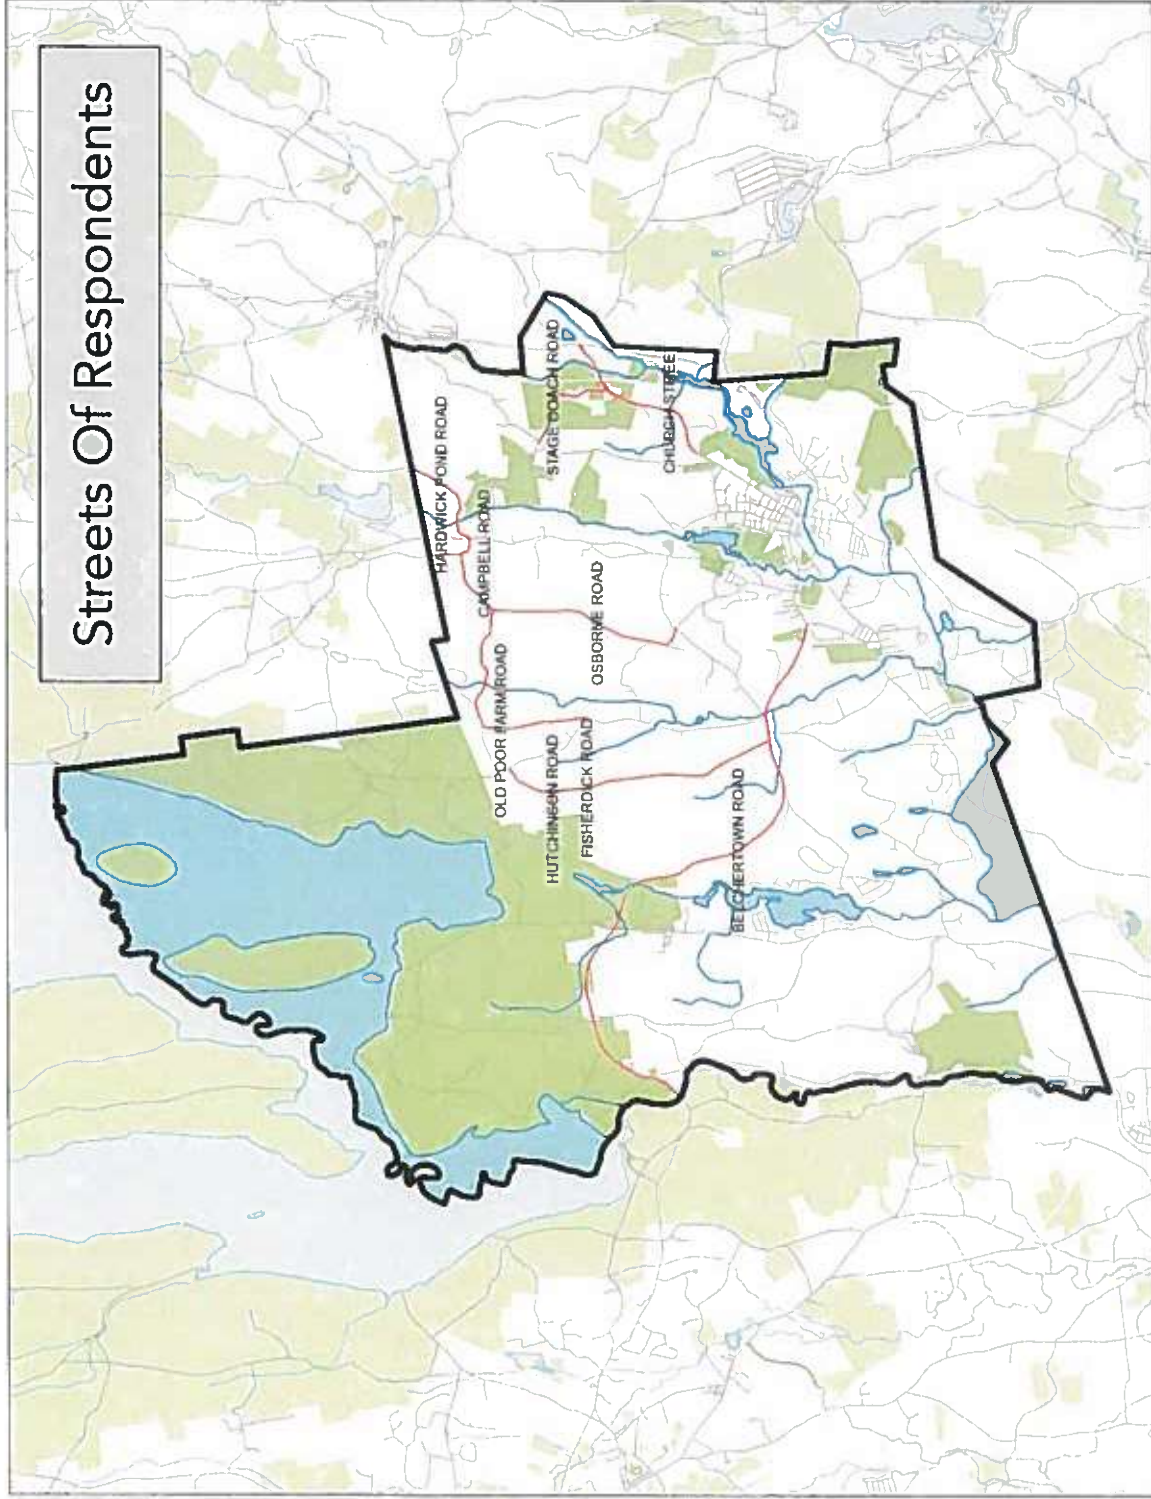 Streets Of Respondents
HARDWICK POND ROAD
CAMPBELL ROAD
STAGE COACH ROAD
CHURCH STREE
OLD POOR FARM ROAD
OSBORNE ROAD
HUTCHINSON ROAD
FISHERDICK ROAD
BELCHERTOWN ROAD